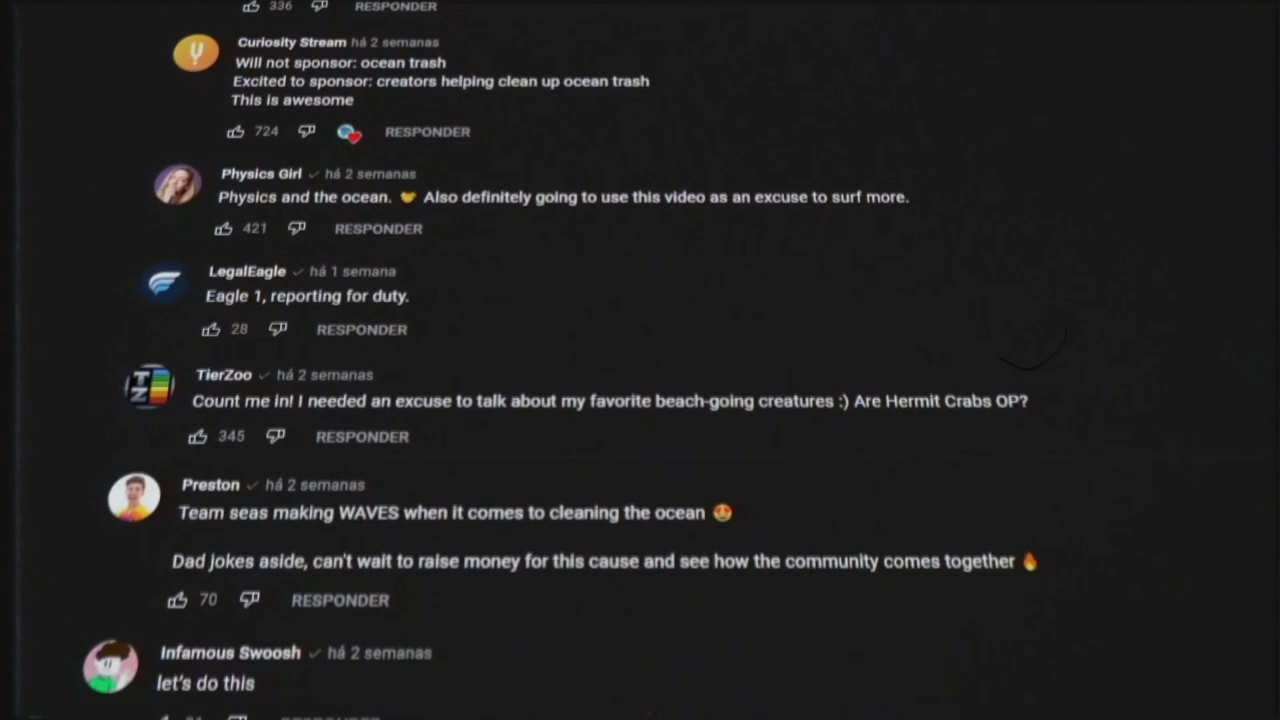 336 RESPONDER
Curiosity Stream há 2 semanas
Will not sponsor: ocean trash
Excited to sponsor: creators helping clean up ocean trash
This is awesome
724 RESPONDER
Physics Girl há 2 semanas
Physics and the ocean. 🤝 Also definitely going to use this video as an excuse to surf more.
421 RESPONDER
LegalEagle há 1 semana
Eagle 1, reporting for duty.
28 RESPONDER
TZ
TierZoo há 2 semanas
Count me in! I needed an excuse to talk about my favorite beach-going creatures :) Are Hermit Crabs OP?
345 RESPONDER
Preston há 2 semanas
Team seas making WAVES when it comes to cleaning the ocean 🤩
Dad jokes aside, can't wait to raise money for this cause and see how the community comes together 🔥
70 RESPONDER
Infamous Swoosh há 2 semanas
let's do this